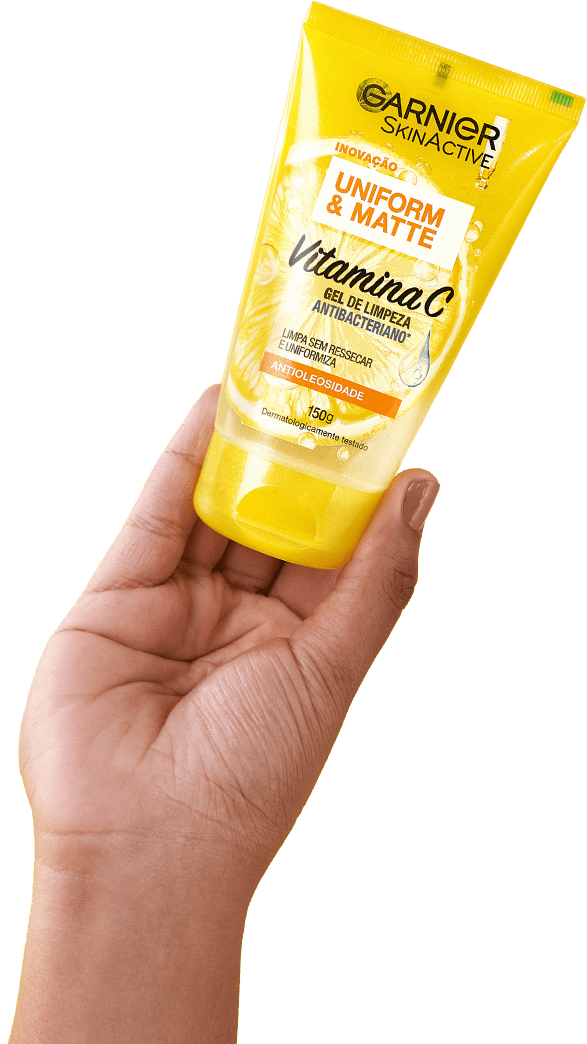 GARNIER
SKINACTIVE
INOVAÇÃO
UNIFORM
& MATTE
Vitamina C
GEL DE LIMPEZA
ANTIBACTERIANO*
LIMPA SEM RESSECAR
E UNIFORMIZA
ANTIOLEOSIDADE
150g
Dermatologicamente testado